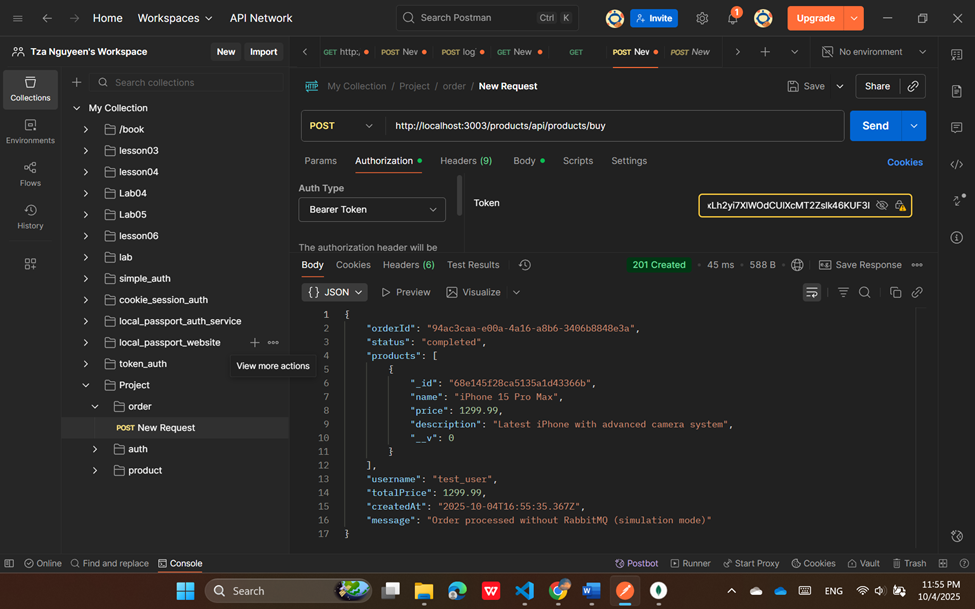 Home Workspaces API Network Search Postman Ctrl K Invite 1 Upgrade
Tza Nguyeen's Workspace New Import GET http:, POST Nev POST log GET New GET POST Nev POST New No environment
Collections
Environments
Flows
History
Search collections
My Collection
/book
lesson03
lesson04
Lab04
Lab05
lesson06
lab
simple_auth
cookie_session_auth
local_passport_auth_service
local_passport_website
token_auth
View more actions
Project
order
POST New Request
auth
product
HTTP My Collection / Project / order / New Request Save Share
POST http://localhost:3003/products/api/products/buy Send
Params Authorization Headers (9) Body Scripts Settings Cookies
Auth Type
Bearer Token
The authorization header will be
Token xLh2yi7XIWOdCUlXcMT2Zslk46KUF3I
Body Cookies Headers (6) Test Results 201 Created 45 ms 588 B Save Response
{} JSON Preview Visualize
1 {
2 "orderId": "94ac3caa-e00a-4a16-a8b6-3406b8848e3a",
3 "status": "completed",
4 "products": [
5 {
6 "_id": "68e145f28ca5135a1d43366b",
7 "name": "iPhone 15 Pro Max",
8 "price": 1299.99,
9 "description": "Latest iPhone with advanced camera system",
10 "__v": 0
11 }
12 ],
13 "username": "test_user",
14 "totalPrice": 1299.99,
15 "createdAt": "2025-10-04T16:55:35.367Z",
16 "message": "Order processed without RabbitMQ (simulation mode)"
17 }
Online Find and replace Console Postbot Runner Start Proxy Cookies Vault Trash
Search ENG 11:55 PM
10/4/2025